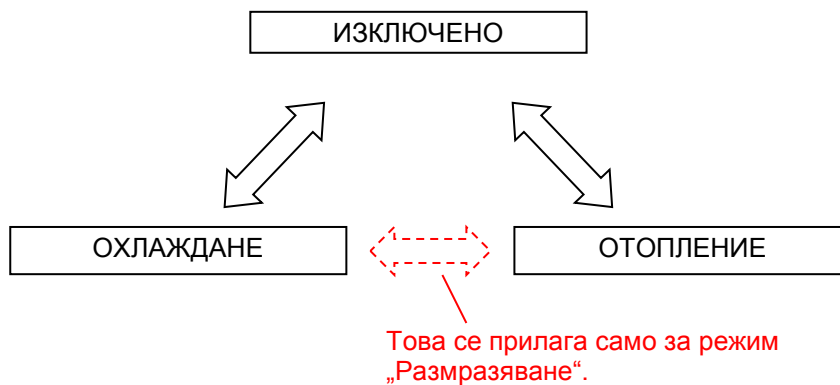 ИЗКЛЮЧЕНО
ОХЛАЖДАНЕ
ОТОПЛЕНИЕ
Това се прилага само за режим
„Размразяване“.